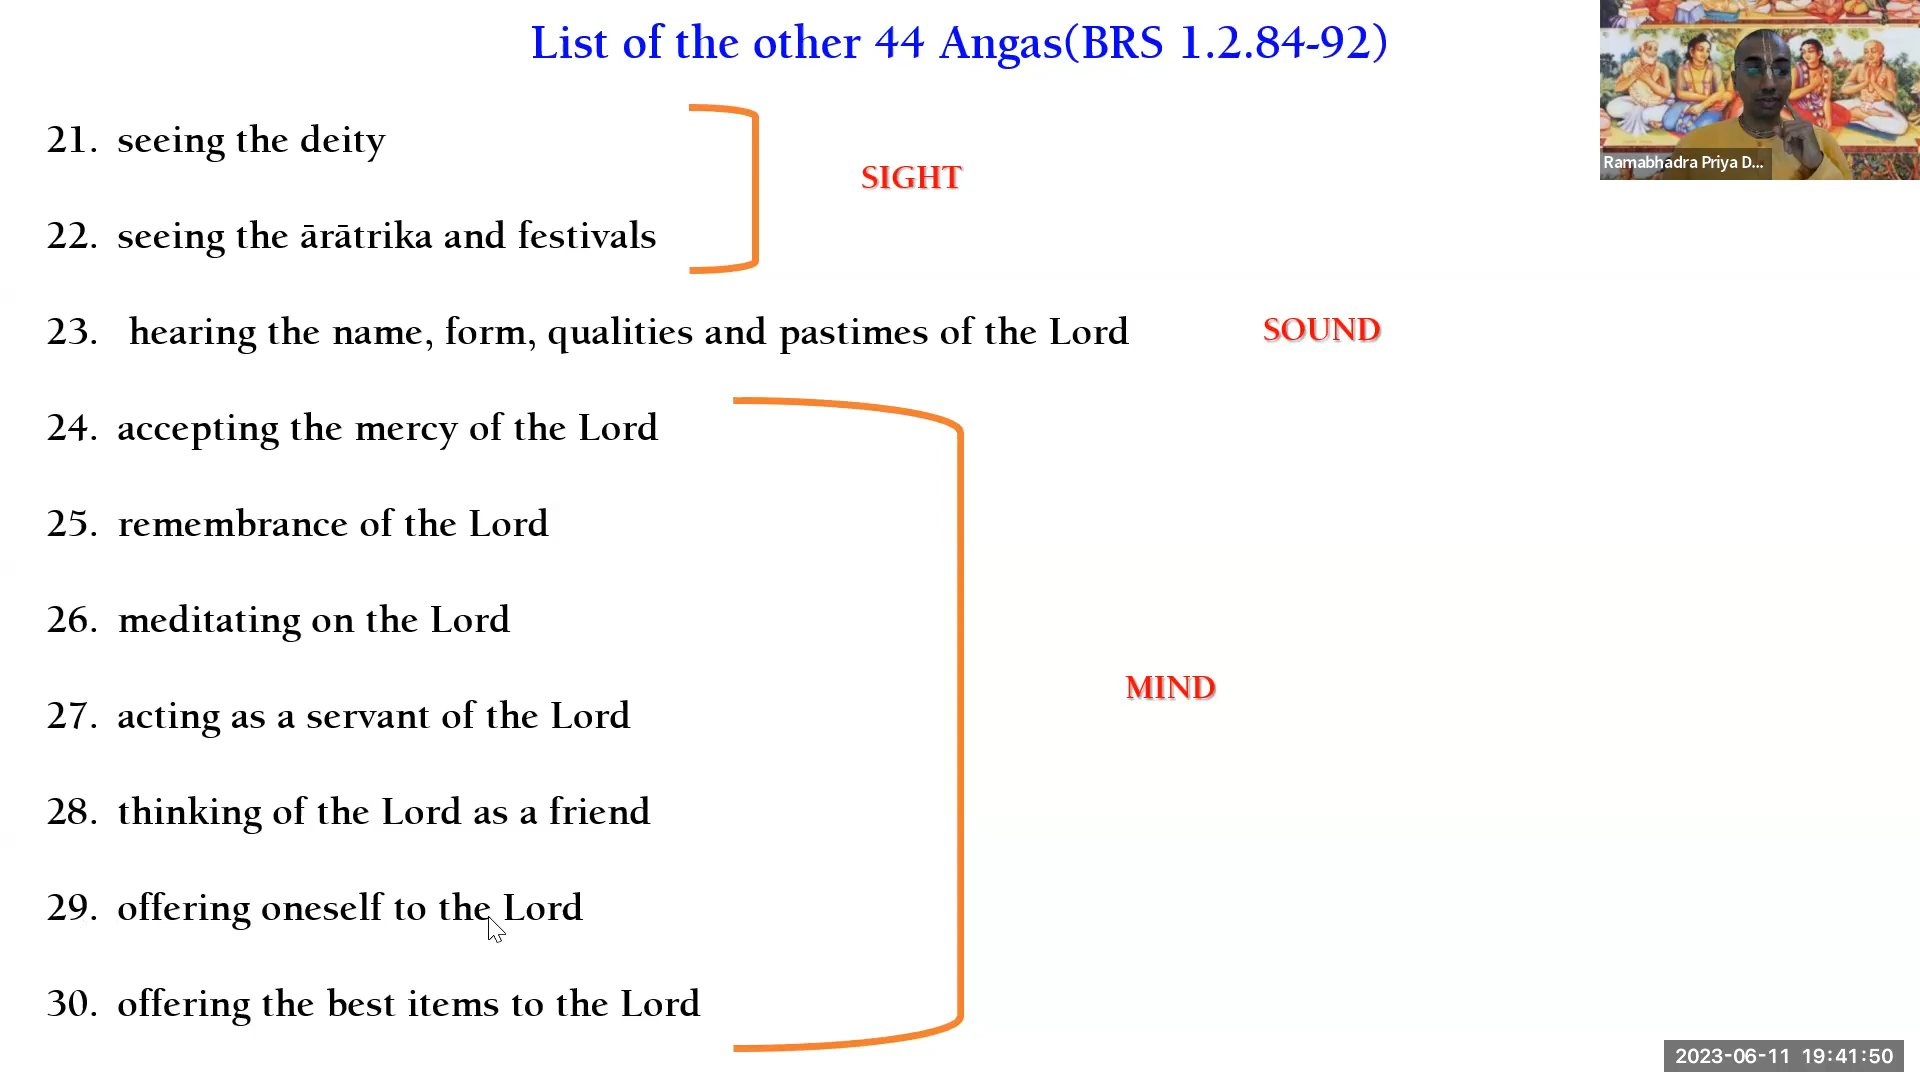 List of the other 44 Angas(BRS 1.2.84-92)
Ramabhadra Priya D...
21. seeing the deity
SIGHT
22. seeing the ārātrika and festivals
23. hearing the name, form, qualities and pastimes of the Lord
SOUND
24. accepting the mercy of the Lord
25. remembrance of the Lord
26. meditating on the Lord
MIND
27. acting as a servant of the Lord
28. thinking of the Lord as a friend
29. offering oneself to the Lord
30. offering the best items to the Lord
2023-06-11 19:41:50